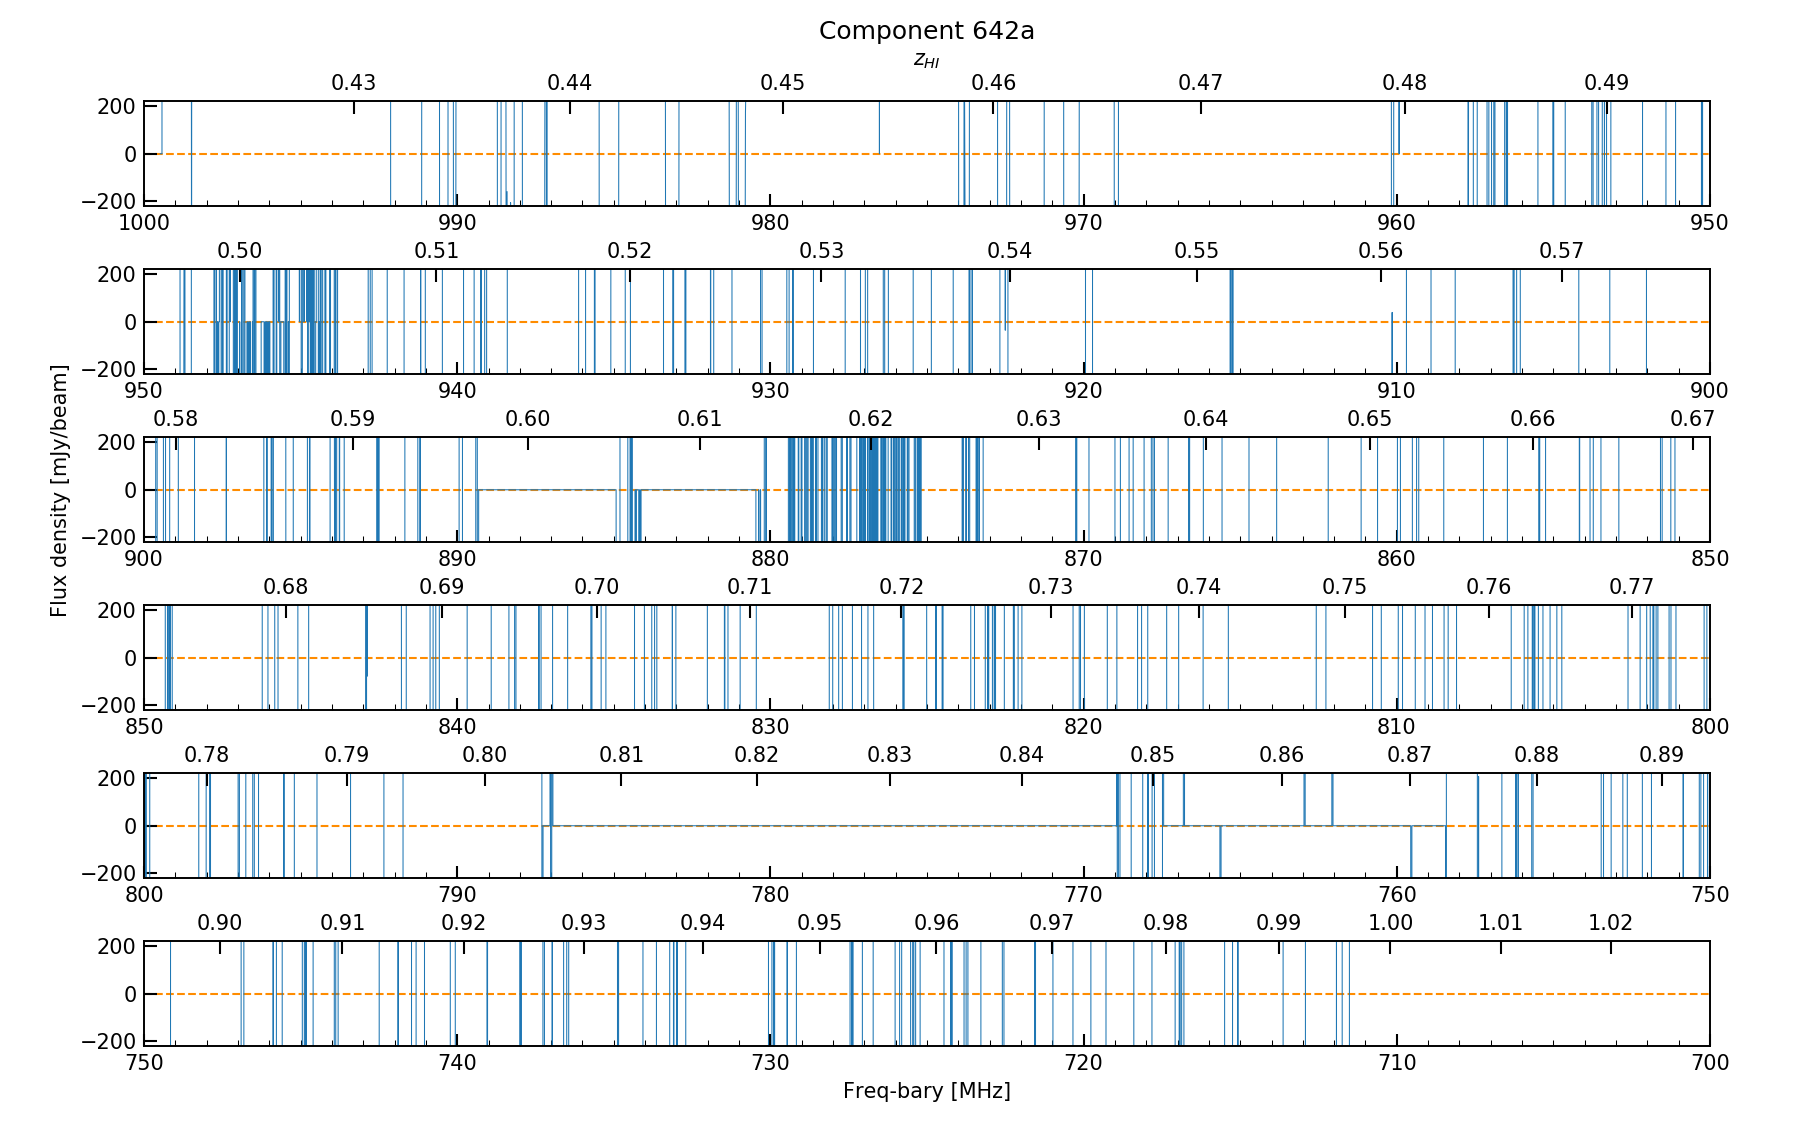 Component 642a
z_{HI}
0.43 0.44 0.45 0.46 0.47 0.48 0.49
200
0
−200
1000 990 980 970 960 950
0.50 0.51 0.52 0.53 0.54 0.55 0.56 0.57
200
0
−200
950 940 930 920 910 900
0.58 0.59 0.60 0.61 0.62 0.63 0.64 0.65 0.66 0.67
200
0
−200
900 890 880 870 860 850
Flux density [mJy/beam]
0.68 0.69 0.70 0.71 0.72 0.73 0.74 0.75 0.76 0.77
200
0
−200
850 840 830 820 810 800
0.78 0.79 0.80 0.81 0.82 0.83 0.84 0.85 0.86 0.87 0.88 0.89
200
0
−200
800 790 780 770 760 750
0.90 0.91 0.92 0.93 0.94 0.95 0.96 0.97 0.98 0.99 1.00 1.01 1.02
200
0
−200
750 740 730 720 710 700
Freq-bary [MHz]